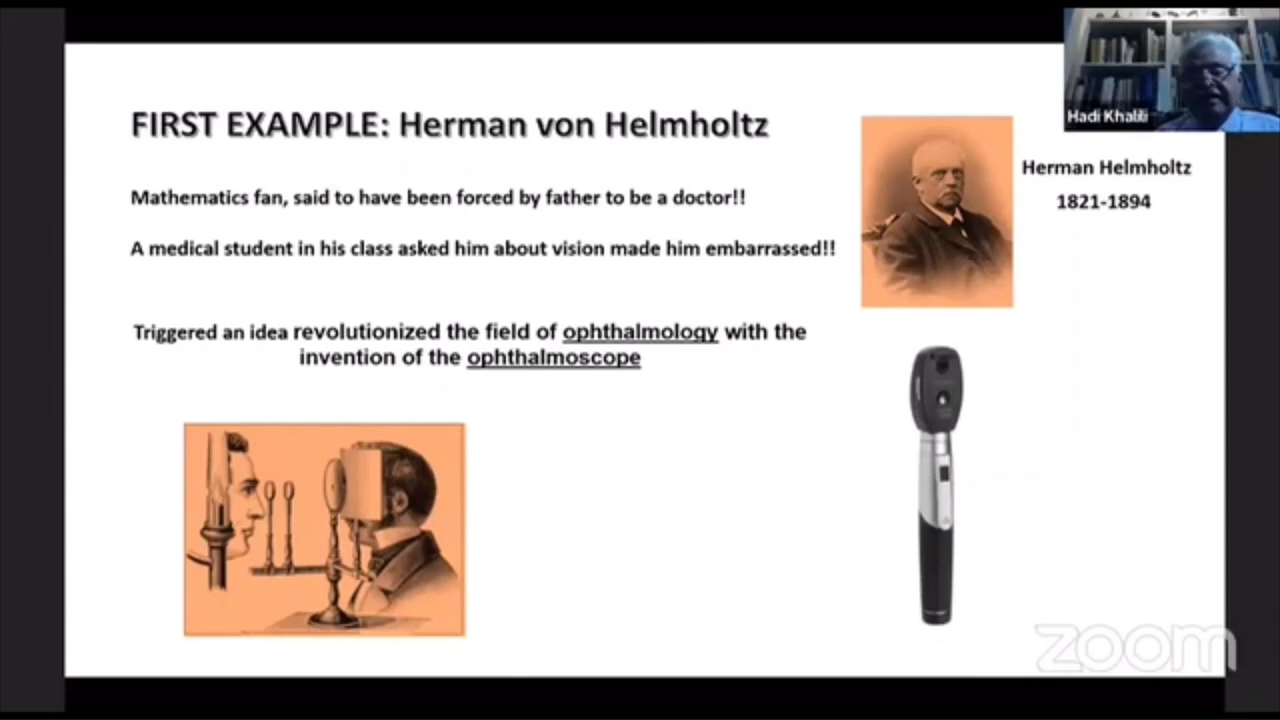 FIRST EXAMPLE: Herman von Helmholtz
Mathematics fan, said to have been forced by father to be a doctor!!
A medical student in his class asked him about vision made him embarrassed!!
Triggered an idea revolutionized the field of ophthalmology with the
invention of the ophthalmoscope
Hadi Khalili
Herman Helmholtz
1821-1894
zoom